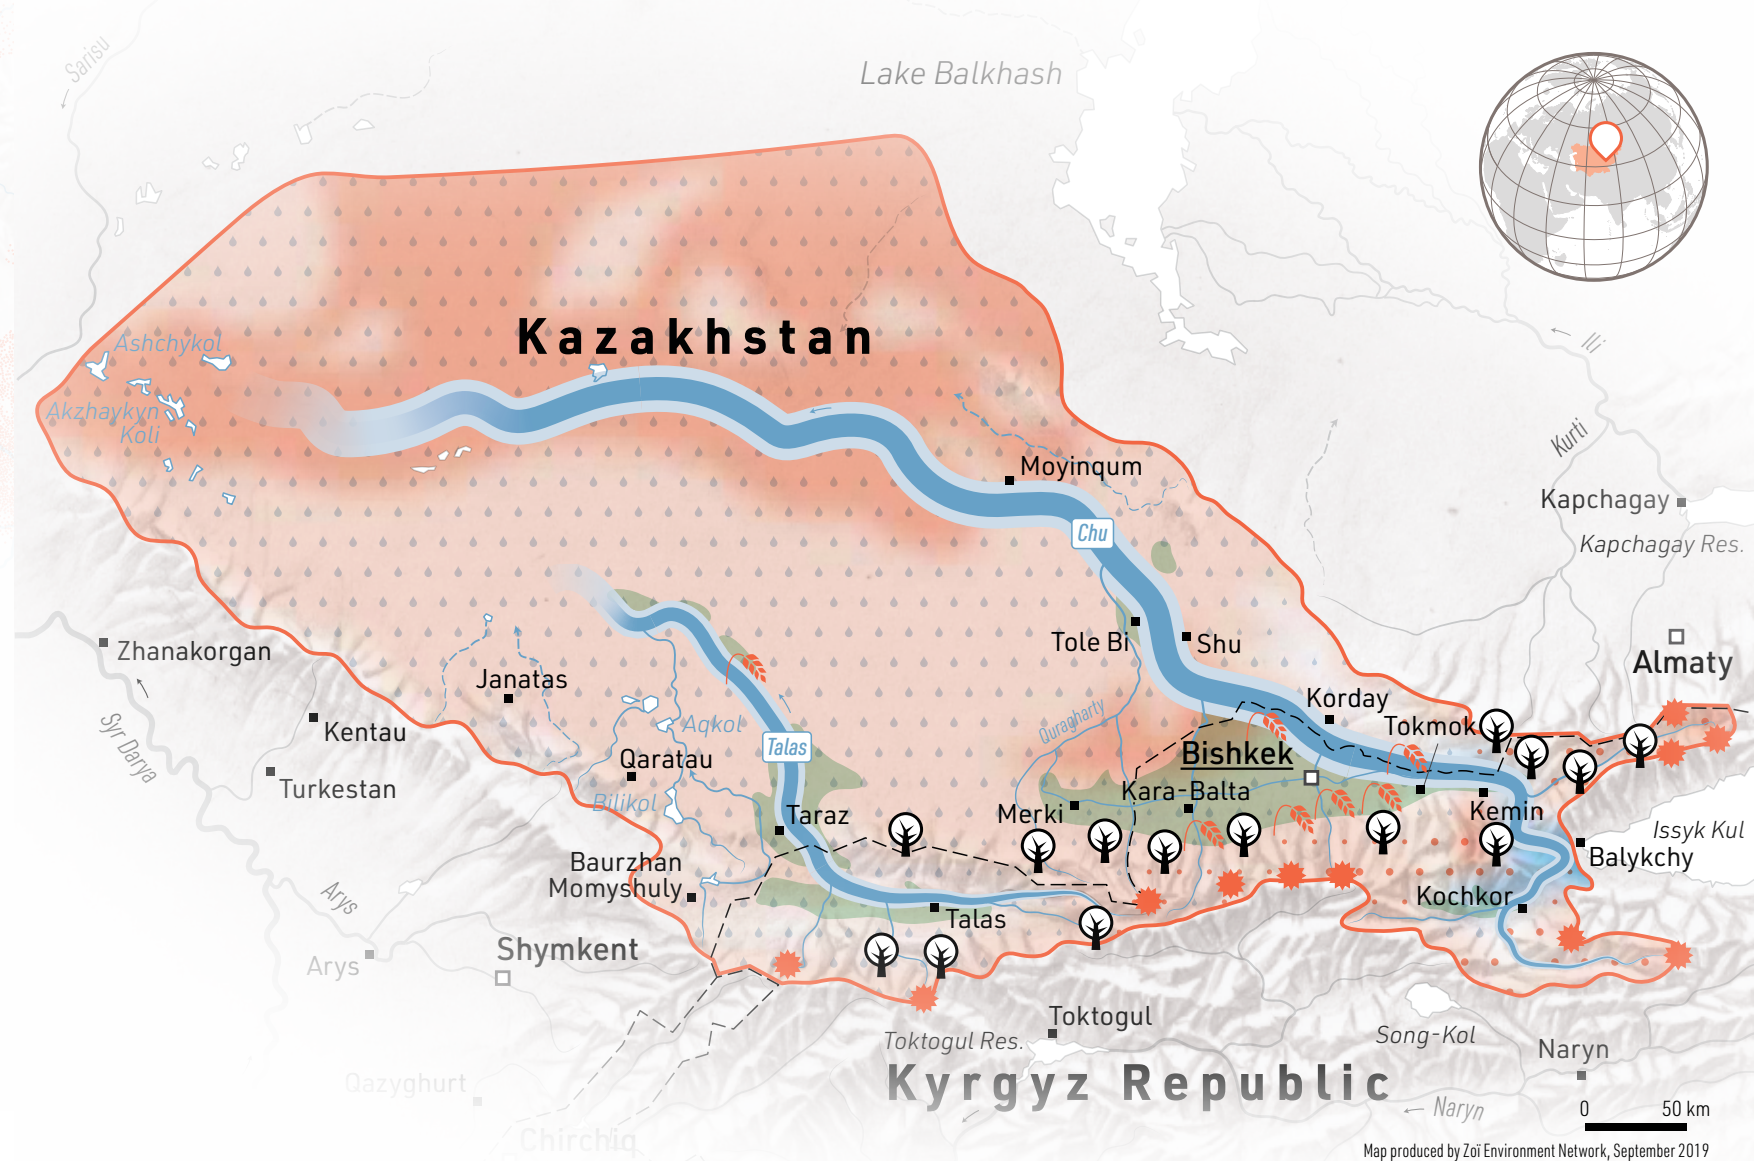 Sarisu
Lake Balkhash
Kazakhstan
Ashchykol
Akzhaykyn
Koli
Ili
Kurti
Moyinqum
Kapchagay
Kapchagay Res.
Chu
Zhanakorgan
Tole Bi
Shu
Almaty
Janatas
Korday
Kentau
Syr Darya
Aqkol
Talas
Ouragharty
Tokmok
Bishkek
Qaratau
Turkestan
Bilikol
Kara-Balta
Taraz
Merki
Kemin
Issyk Kul
Balykchy
Baurzhan
Momyshuly
Arys
Kochkor
Talas
Shymkent
Arys
Toktogul
Toktogul Res.
Song-Kol
Naryn
Kyrgyz Republic
Qazyghurt
Naryn
0 50 km
Chirchiq
Map produced by Zoï Environment Network, September 2019